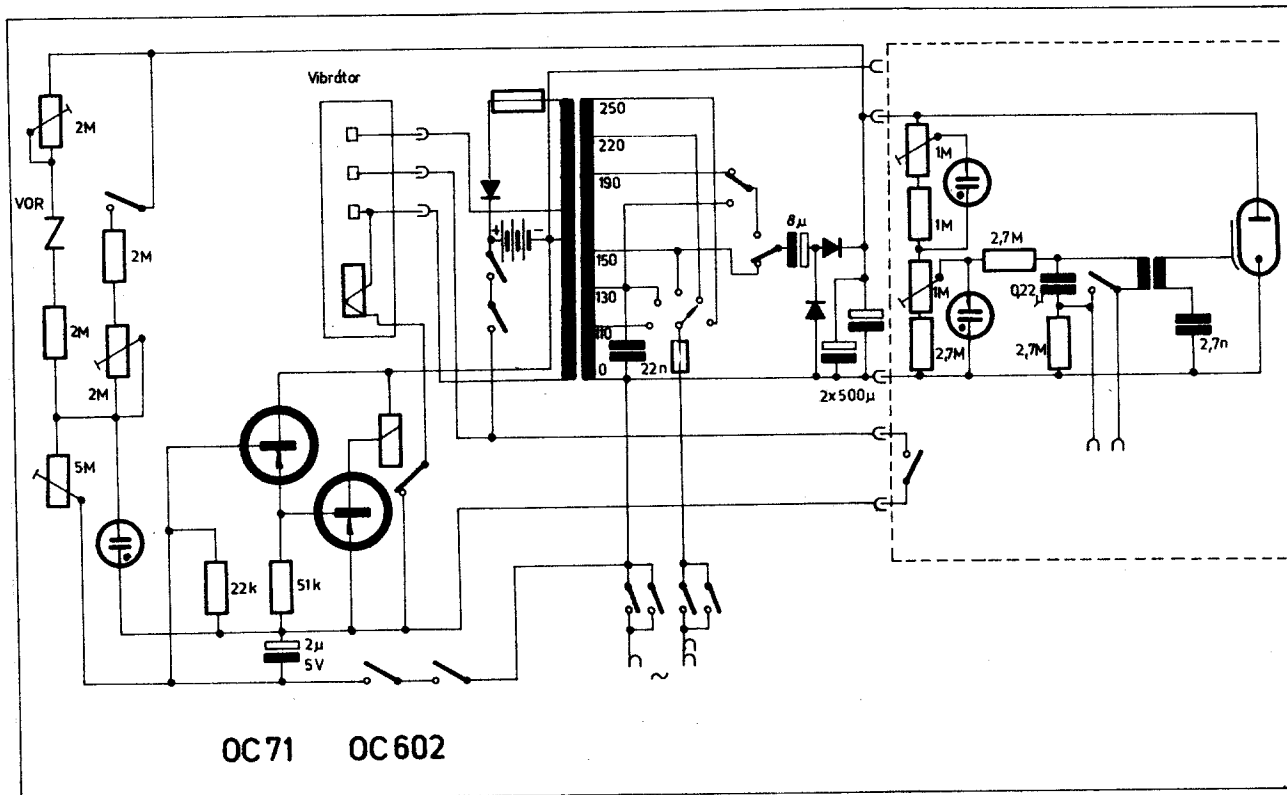 Vibrátor
2M
VOR
2M
2M
2M
5M
22k
51k
2µ
5V
+
−
250
220
190
150
130
110
0
8µ
22n
2x500µ
~
1M
1M
1M
2,7M
2,7M
0,22
µ
2,7M
2,7n
OC71 OC602